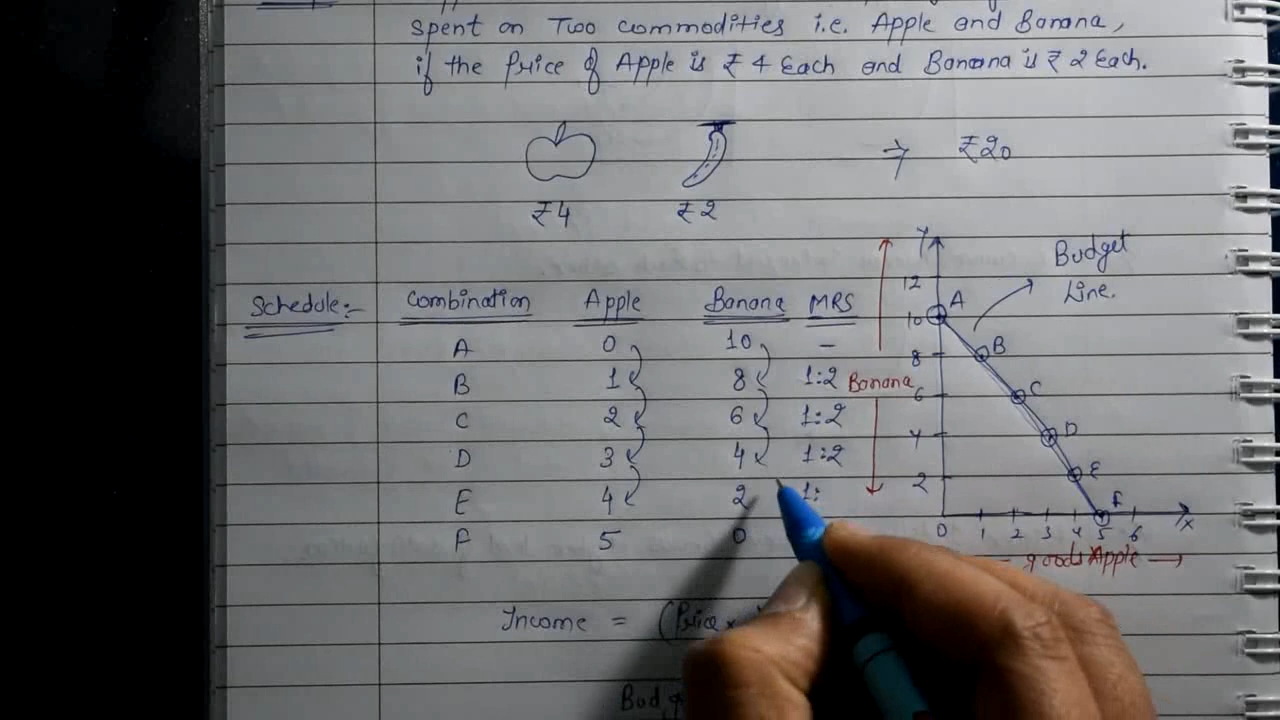 spent on Two commodities i.e. Apple and Banana,
if the Price of Apple is ₹ 4 Each and Banana is ₹ 2 Each.
⇒ ₹20
₹4 ₹2
Schedule:-
Combination Apple Banana MRS
A 0 10 –
B 1 8 1:2
C 2 6 1:2
D 3 4 1:2
E 4 2 1:
F 5 0
Income = (Price ×
Y
Budget
Line.
12
10 A
8 B
Banana
6 C
4 D
2 E
F
0 1 2 3 4 5 6 X
goods Apple